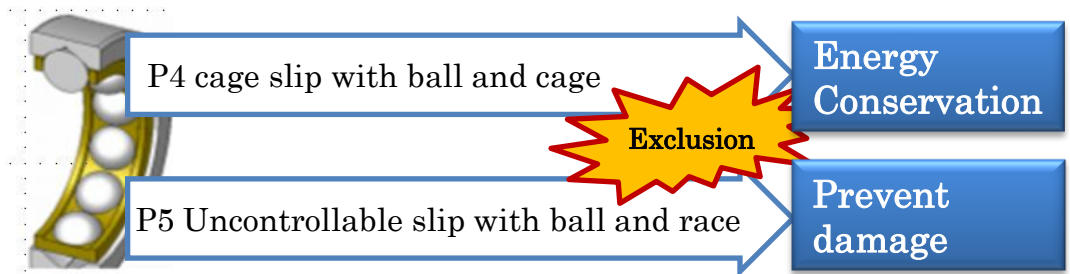 P4 cage slip with ball and cage
Energy
Conservation
Exclusion
P5 Uncontrollable slip with ball and race
Prevent
damage